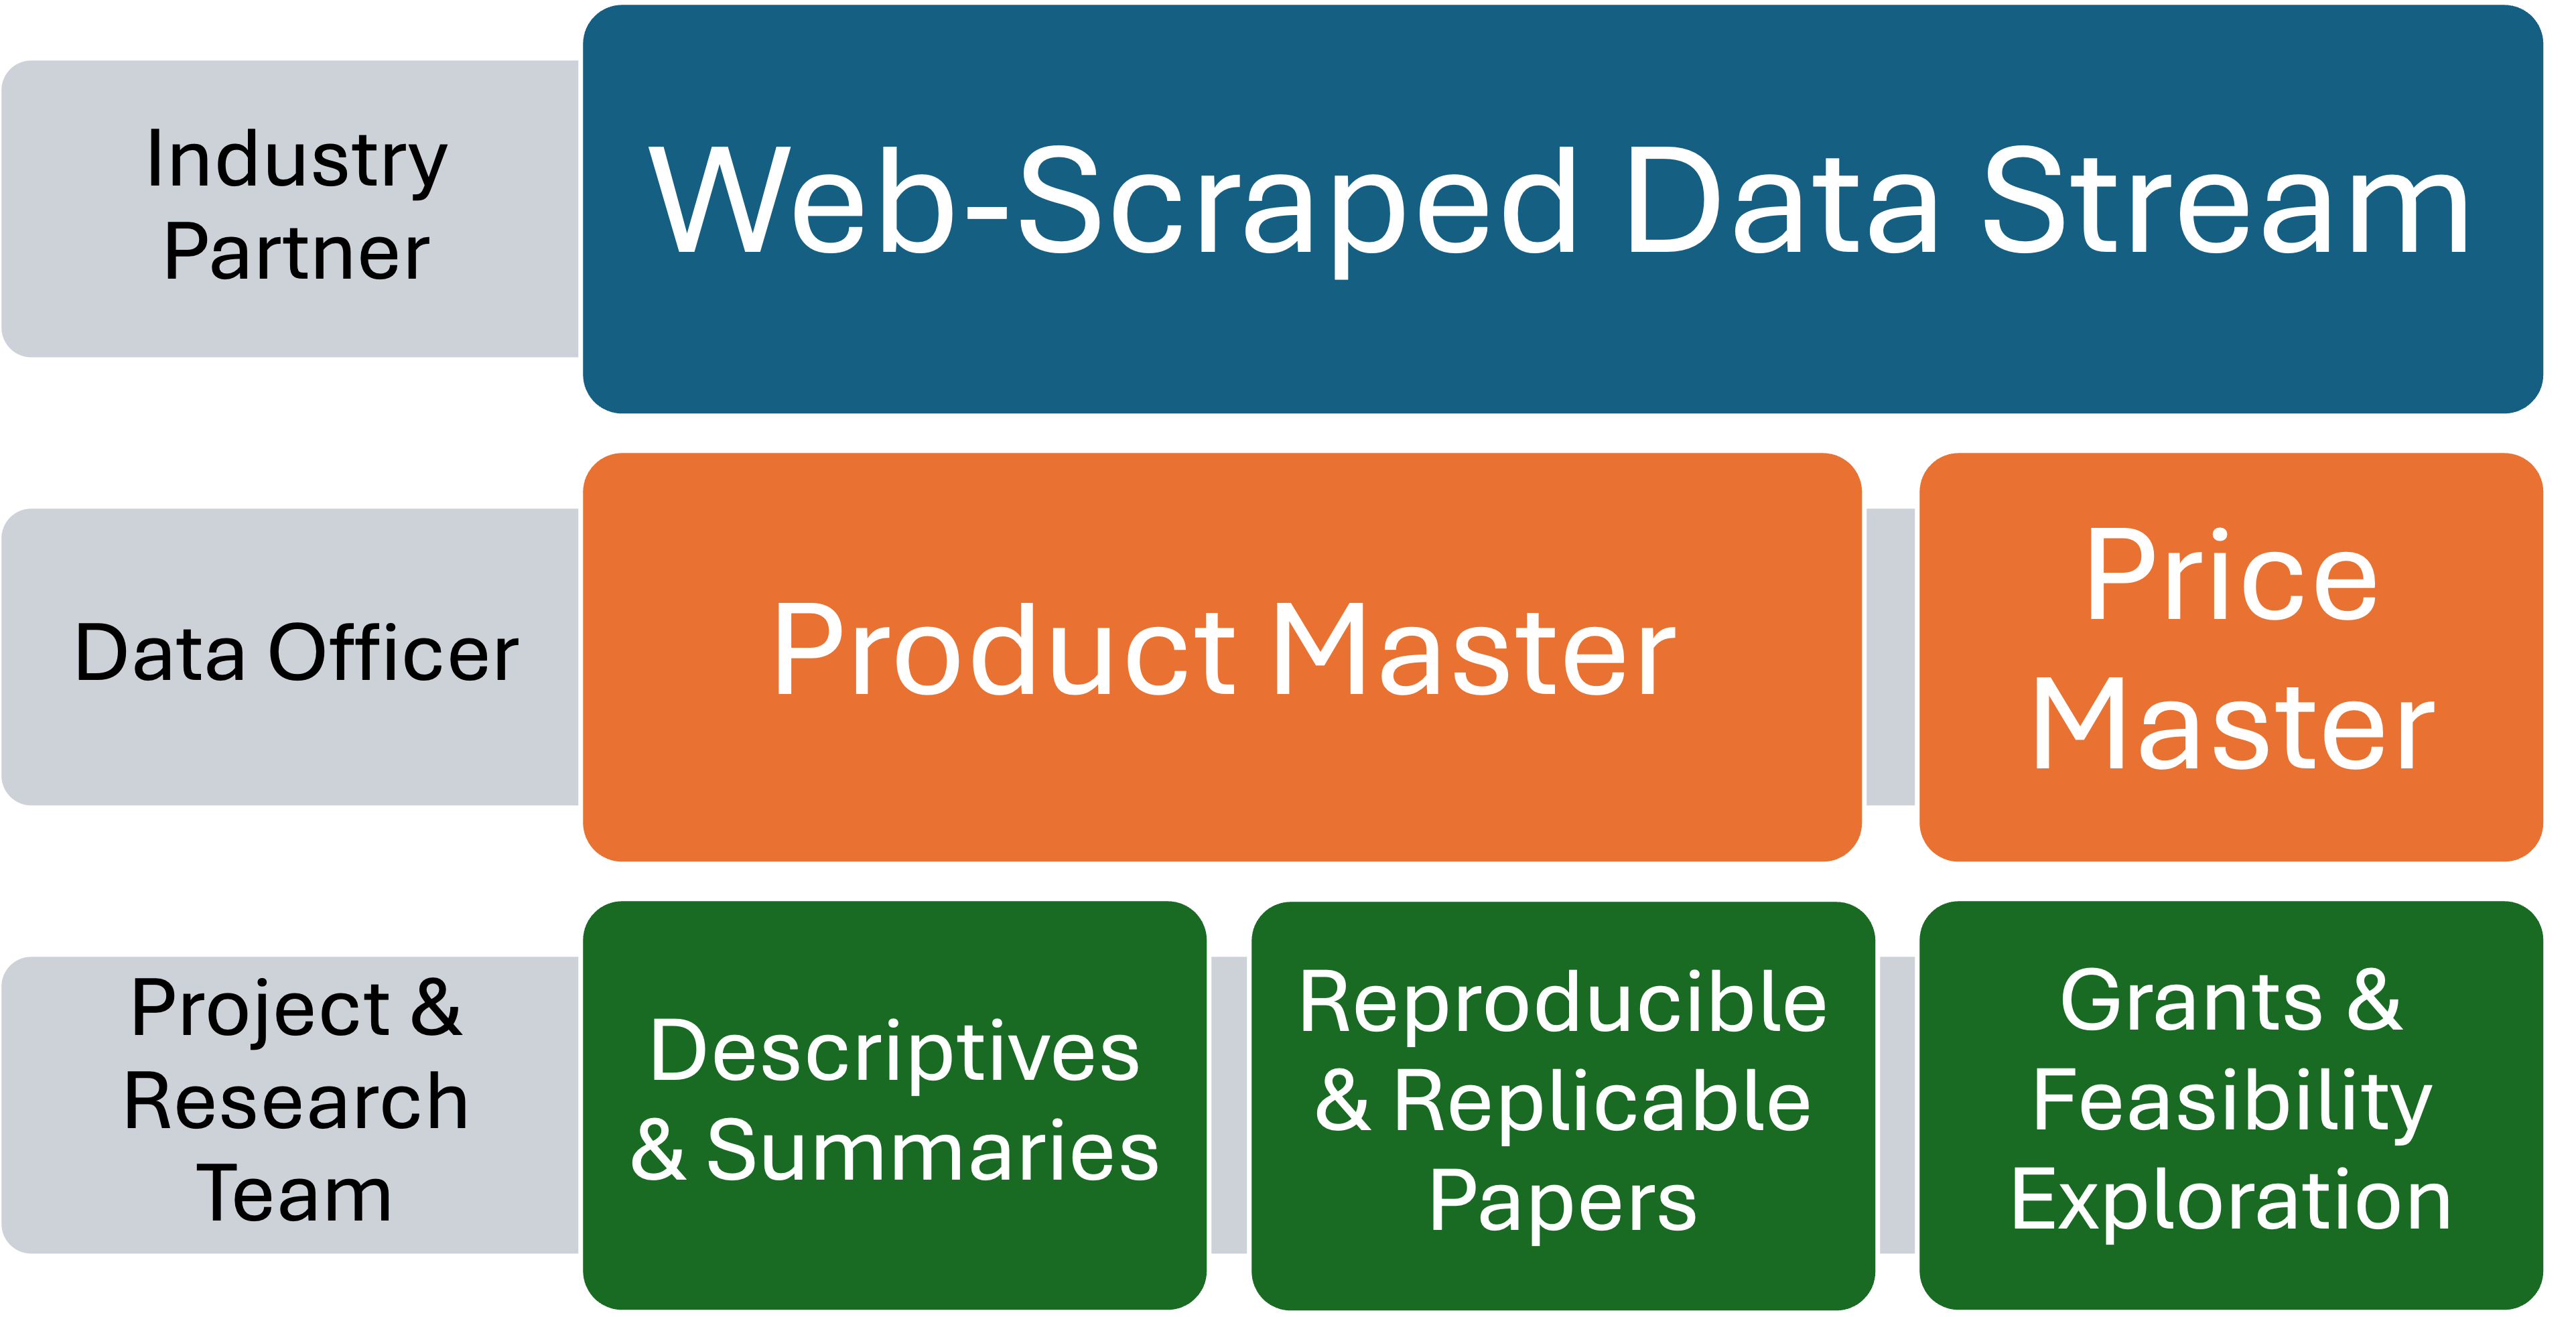 Industry
Partner
Web-Scraped Data Stream
Data Officer
Product Master
Price
Master
Project &
Research
Team
Descriptives
& Summaries
Reproducible
& Replicable
Papers
Grants &
Feasibility
Exploration